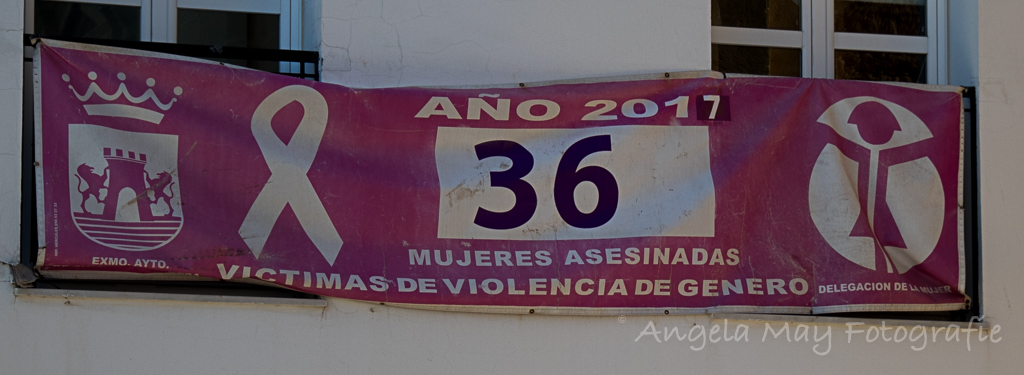 AÑO 2017
36
MUJERES ASESINADAS
VICTIMAS DE VIOLENCIA DE GENERO
EXMO. AYTO.
DELEGACION DE LA MUJER
© Angela May Fotografie